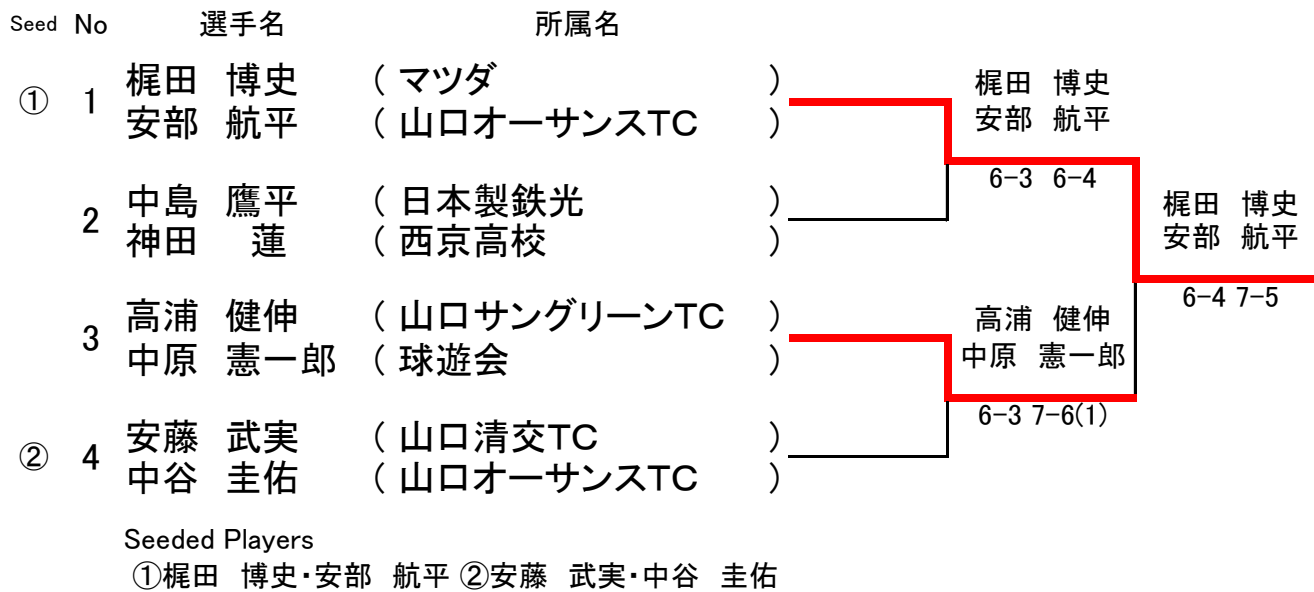 Seed No 選手名 所属名
① 1 梶田 博史 ( マツダ )
安部 航平 ( 山口オーサンスTC )
2 中島 鷹平 ( 日本製鉄光 )
神田 蓮 ( 西京高校 )
3 高浦 健伸 ( 山口サングリーンTC )
中原 憲一郎 ( 球遊会 )
② 4 安藤 武実 ( 山口清交TC )
中谷 圭佑 ( 山口オーサンスTC )
梶田 博史
安部 航平
6-3 6-4
高浦 健伸
中原 憲一郎
6-3 7-6(1)
梶田 博史
安部 航平
6-4 7-5
Seeded Players
①梶田 博史・安部 航平 ②安藤 武実・中谷 圭佑